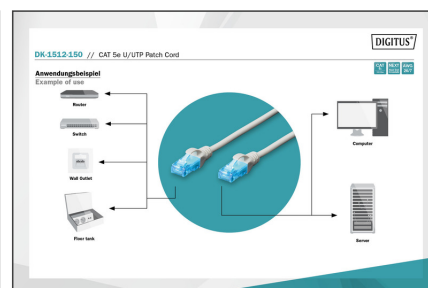 DIGITUS®
DK-1512-150 // CAT 5e U/UTP Patch Cord
Anwendungsbeispiel
Example of use
Router
Switch
Wall Outlet
Floor tank
Computer
Server